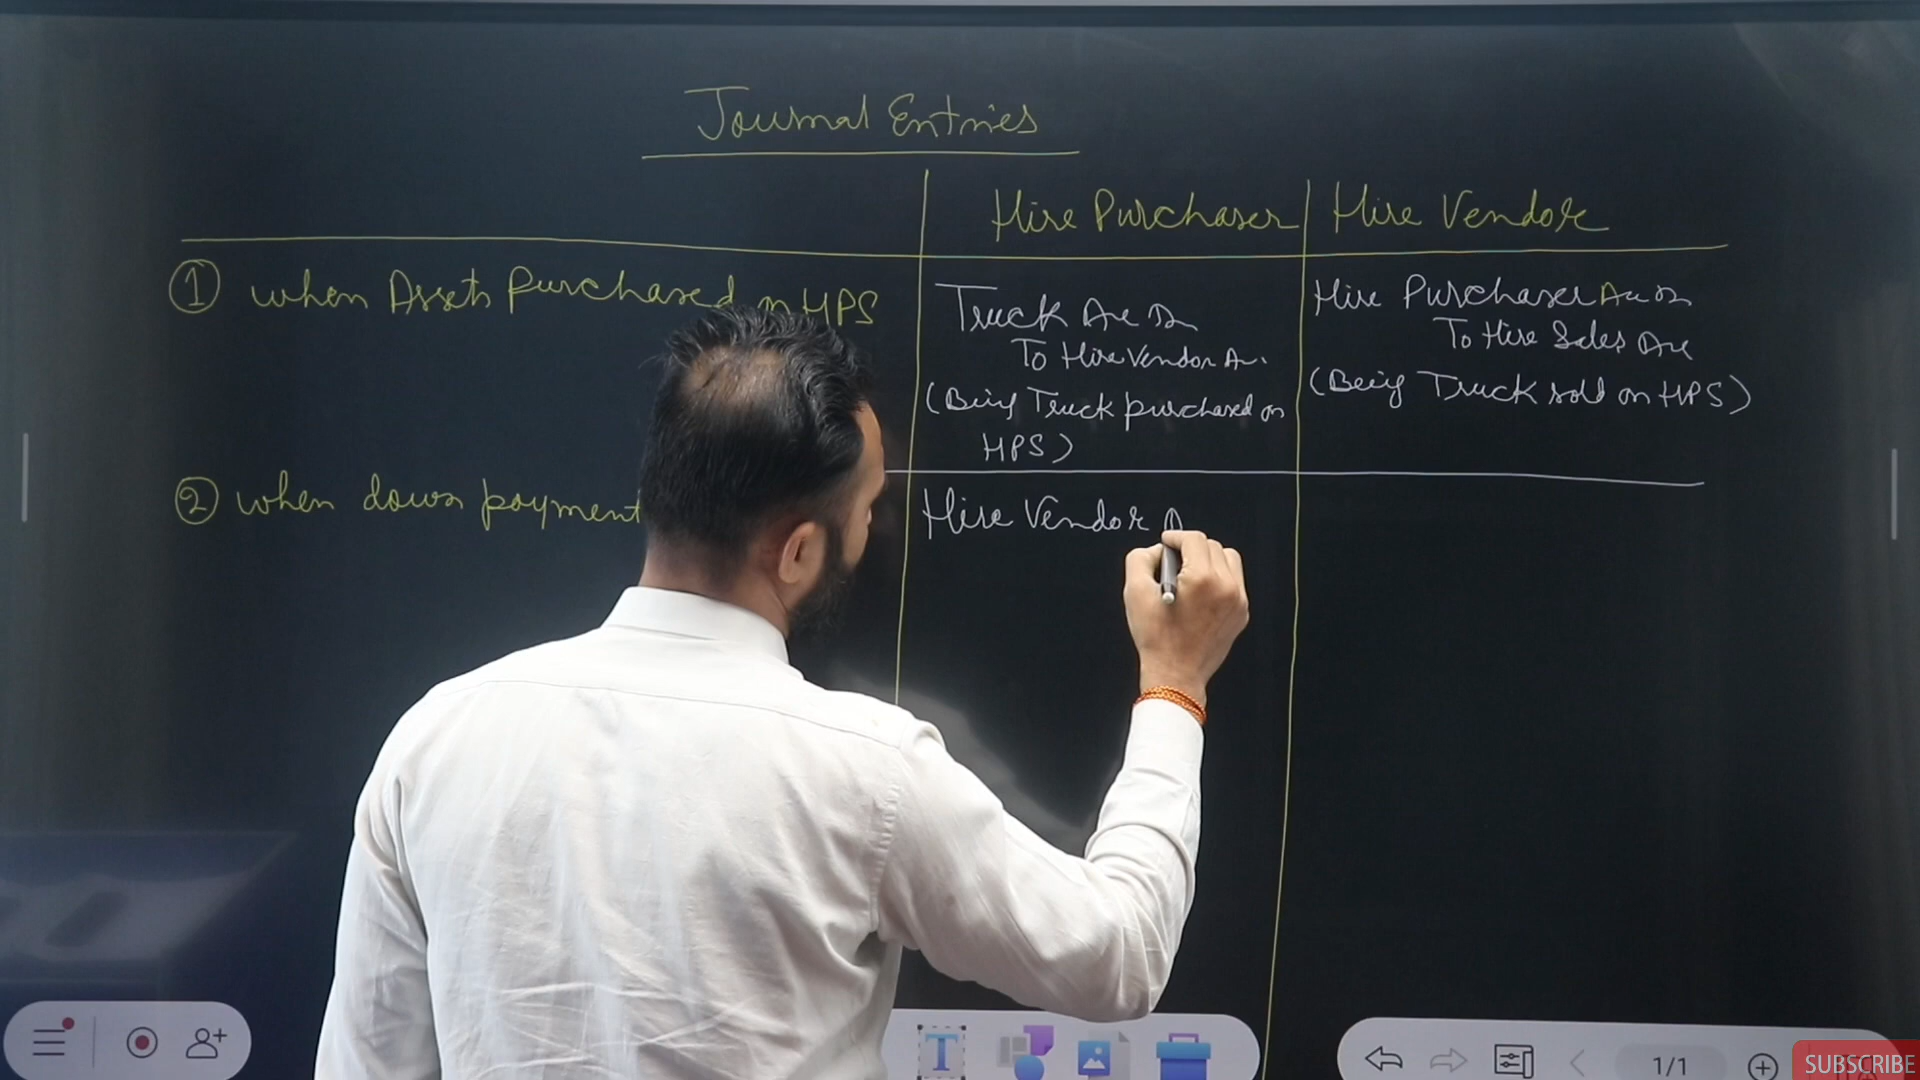 Journal Entries
Hire Purchaser
Hire Vendor
① when Assets Purchased on HPS
Truck A/c Dr
To Hire Vendor A/c.
(Being Truck purchased on
HPS)
Hire Purchaser A/c Dr
To Hire Sales A/c
(Being Truck sold on HPS)
② when down payment
Hire Vendor A
T
1/1
SUBSCRIBE